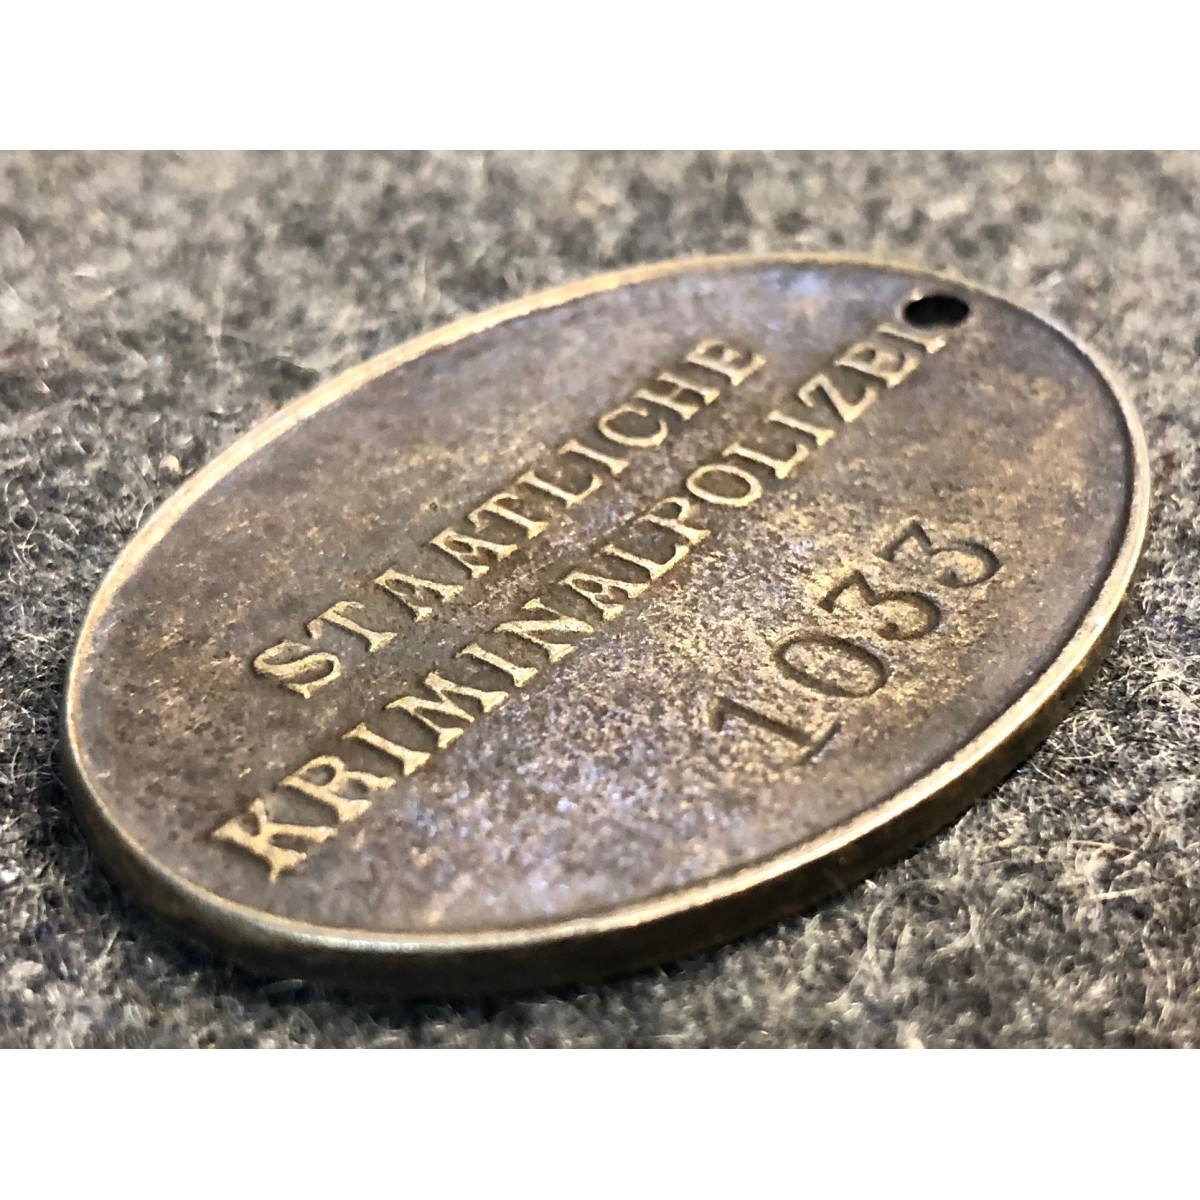 STAATLICHE
KRIMINALPOLIZEI
1033